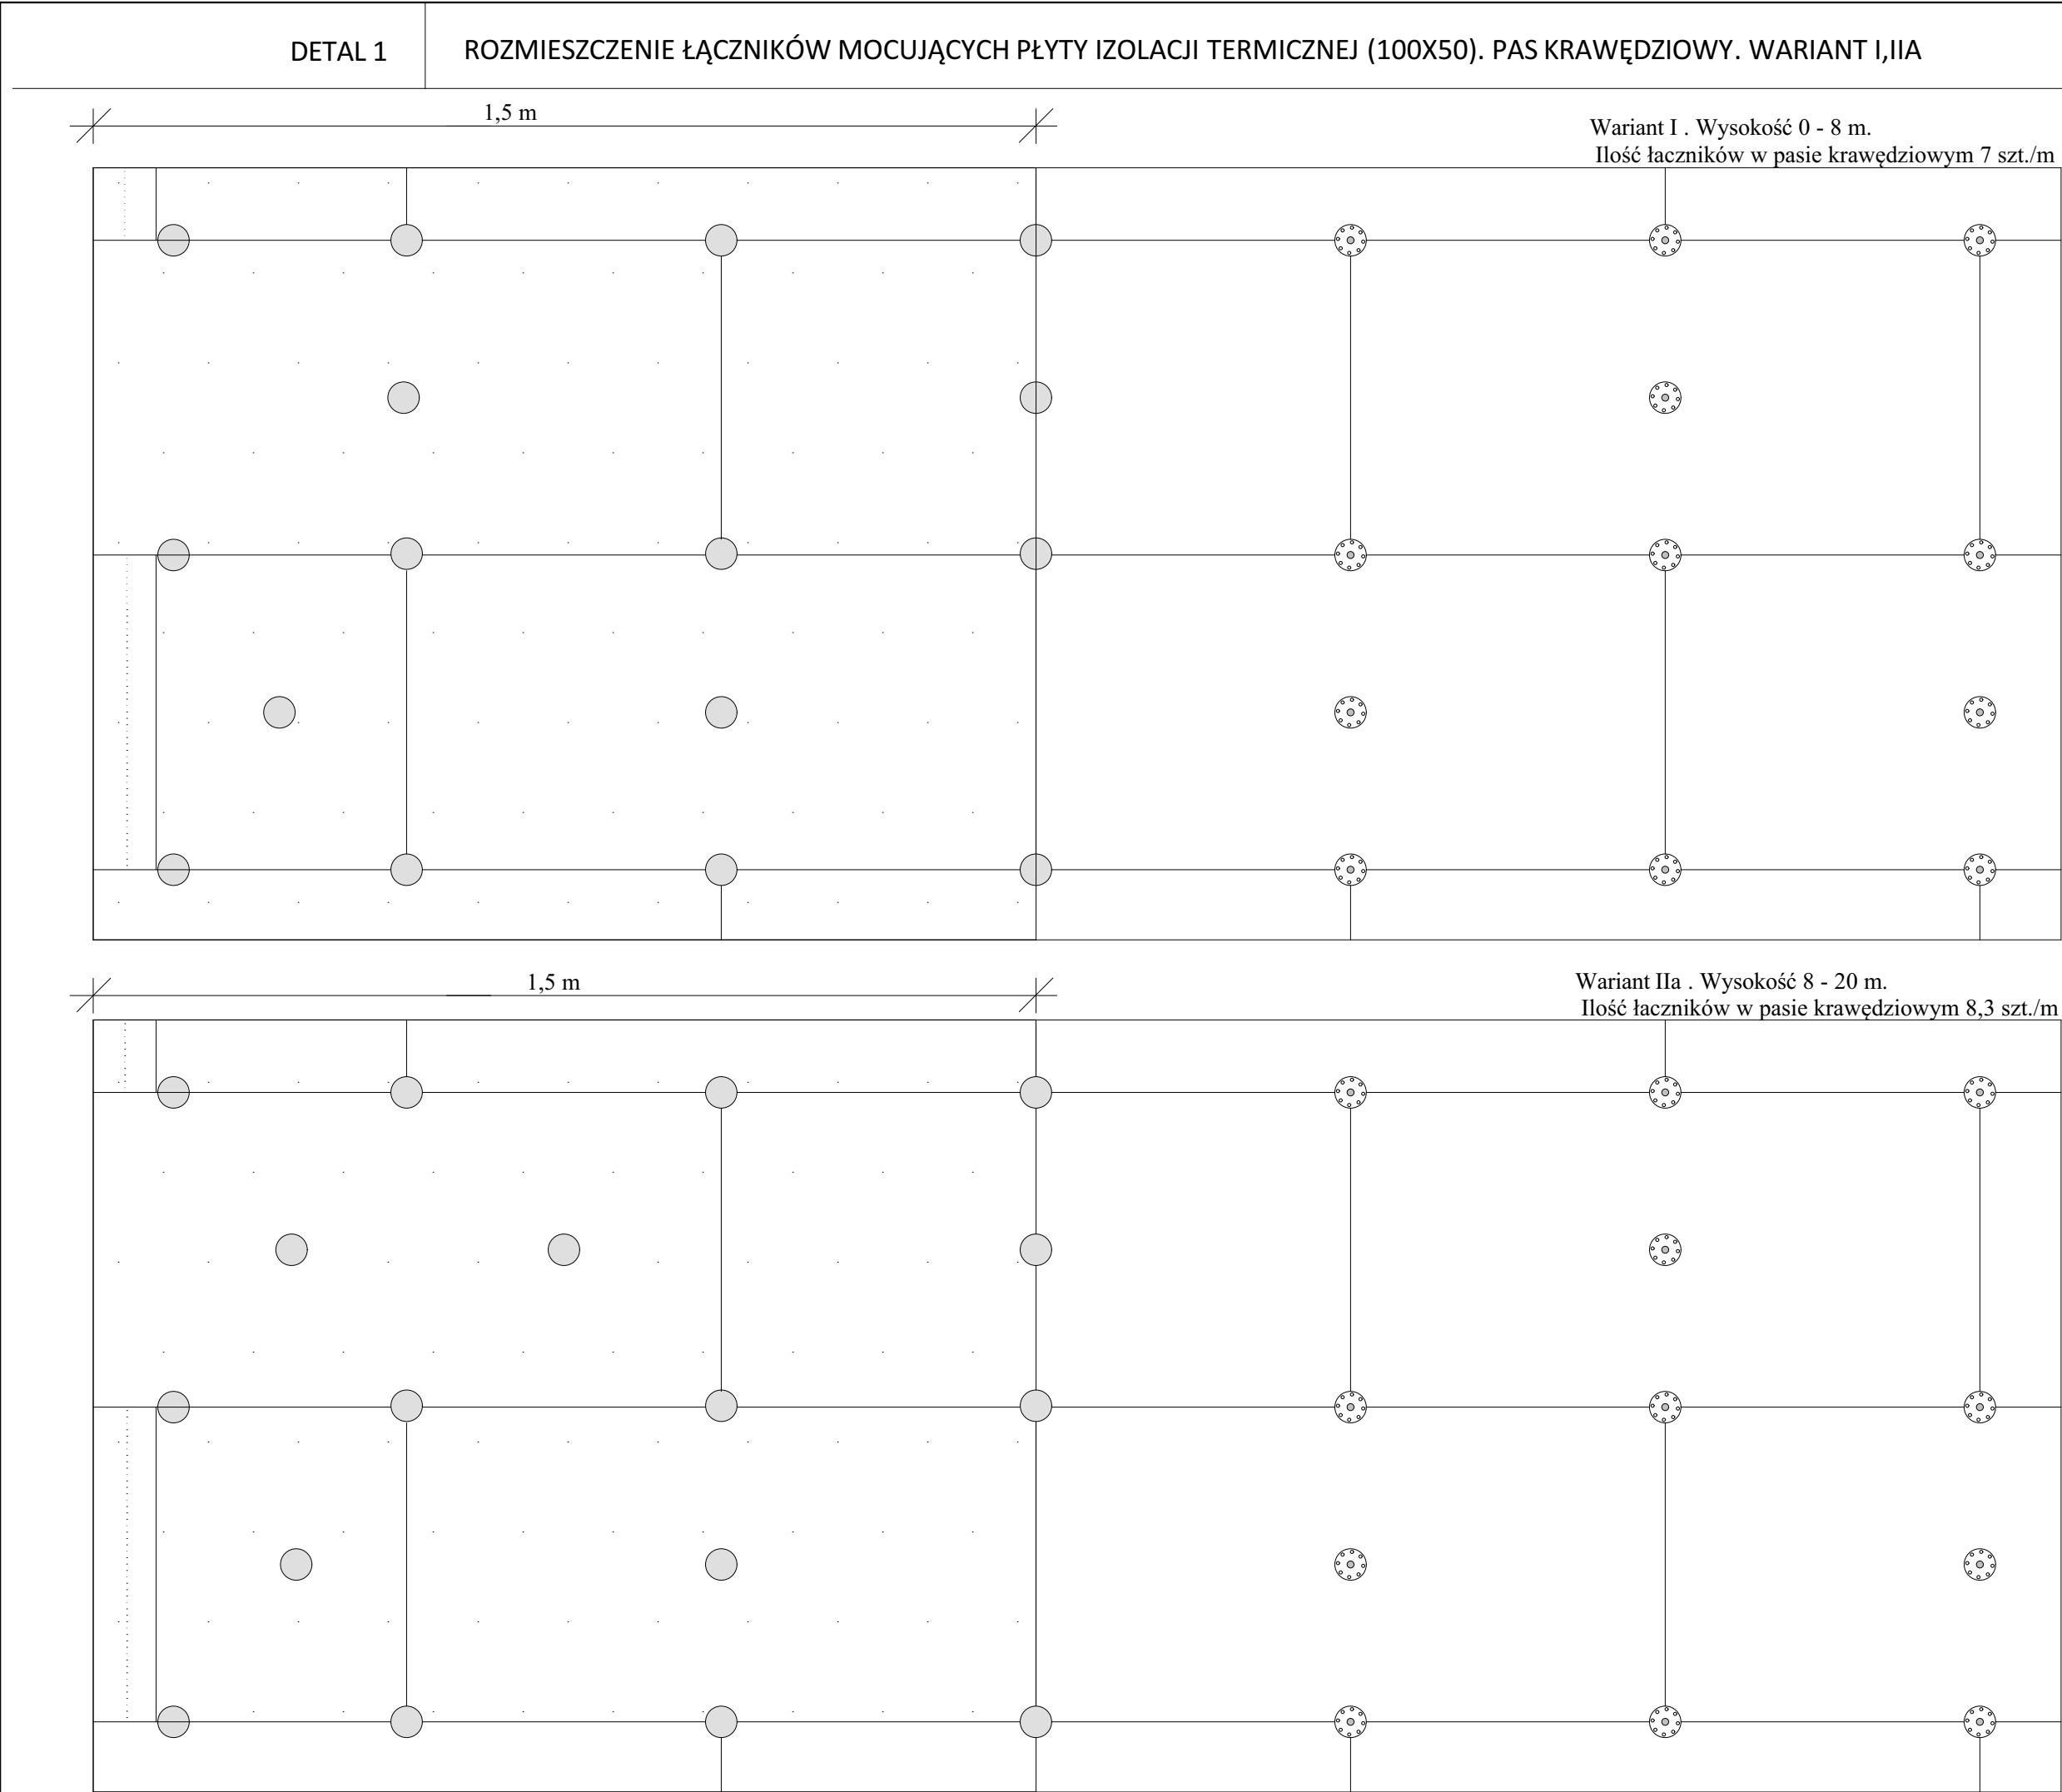 DETAL 1
ROZMIESZCZENIE ŁĄCZNIKÓW MOCUJĄCYCH PŁYTY IZOLACJI TERMICZNEJ (100X50). PAS KRAWĘDZIOWY. WARIANT I,IIA
1,5 m
Wariant I . Wysokość 0 - 8 m.
Ilość łaczników w pasie krawędziowym 7 szt./m
1,5 m
Wariant IIa . Wysokość 8 - 20 m.
Ilość łaczników w pasie krawędziowym 8,3 szt./m